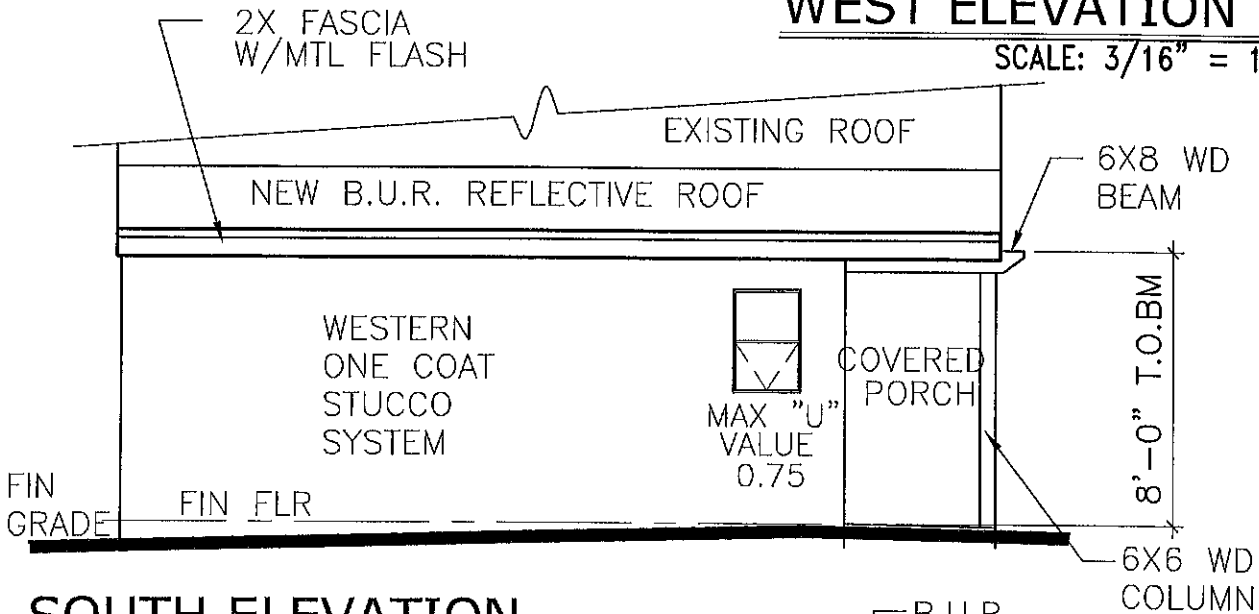 WEST ELEVATION
SCALE: 3/16" = 1
2X FASCIA
W/MTL FLASH
EXISTING ROOF
6X8 WD
BEAM
NEW B.U.R. REFLECTIVE ROOF
WESTERN
ONE COAT
STUCCO
SYSTEM
MAX "U"
VALUE
0.75
COVERED
PORCH
8'-0" T.O.BM
FIN
GRADE
FIN FLR
6X6 WD
COLUMN
SOUTH ELEVATION
B.U.R.